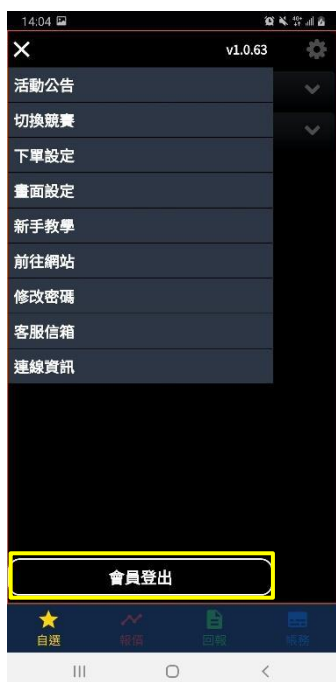 14:04
v1.0.63
活動公告
切換競賽
下單設定
畫面設定
新手教學
前往網站
修改密碼
客服信箱
連線資訊
會員登出
自選 報價 回報 帳務